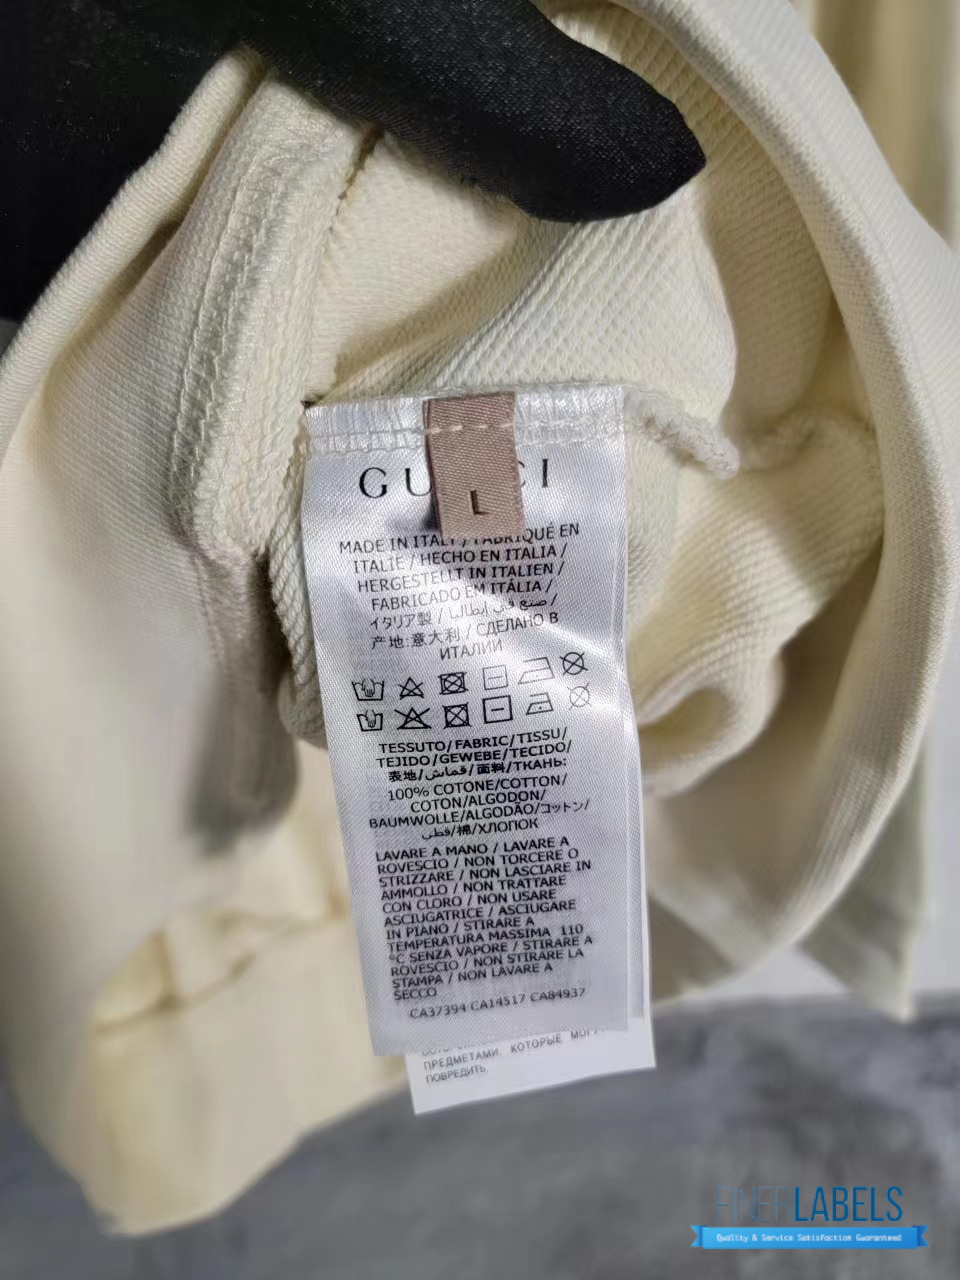 GUCCI
L
MADE IN ITALY / FABRIQUÉ EN
ITALIE / HECHO EN ITALIA /
HERGESTELLT IN ITALIEN /
FABRICADO EM ITÁLIA /
イタリア製 / صنع في إيطاليا /
产地:意大利 / СДЕЛАНО В
ИТАЛИИ
TESSUTO/FABRIC/TISSU/
TEJIDO/GEWEBE/TECIDO/
表地/قماش/面料/ТКАНЬ:
100% COTONE/COTTON/
COTON/ALGODON/
BAUMWOLLE/ALGODÃO/コットン/
قطن/棉/ХЛОПОК
LAVARE A MANO / LAVARE A
ROVESCIO / NON TORCERE O
STRIZZARE / NON LASCIARE IN
AMMOLLO / NON TRATTARE
CON CLORO / NON USARE
ASCIUGATRICE / ASCIUGARE
IN PIANO / STIRARE A
TEMPERATURA MASSIMA 110
°C SENZA VAPORE / STIRARE A
ROVESCIO / NON STIRARE LA
STAMPA / NON LAVARE A
SECCO
CA37394 CA14517 CA84937
ПРЕДМЕТАМИ, КОТОРЫЕ
ПОВРЕДИТЬ.
FINERLABELS
Quality & Service Satisfaction Guaranteed